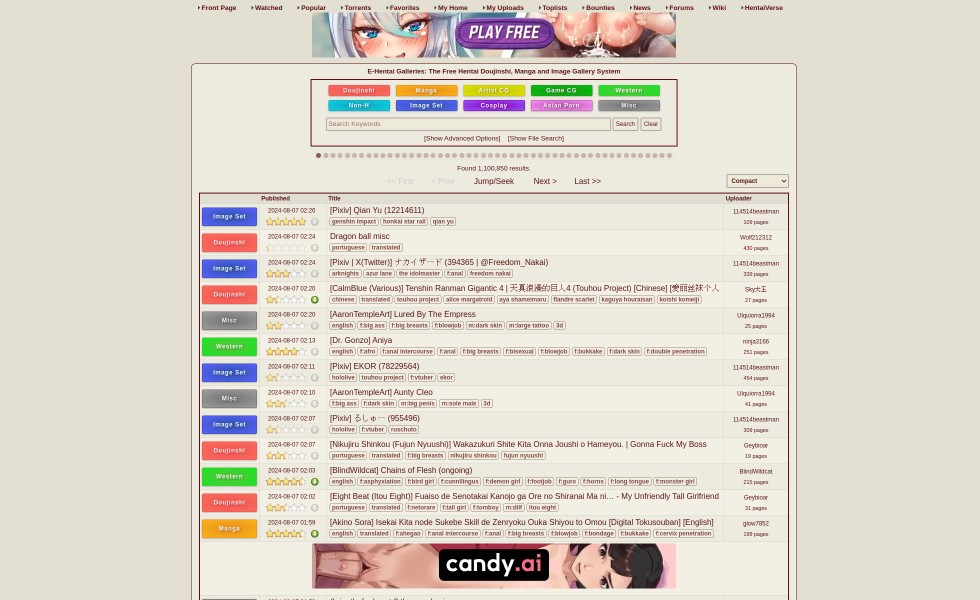 Front Page Watched Popular Torrents Favorites My Home My Uploads Toplists Bounties News Forums Wiki HentaiVerse
PLAY FREE
E-Hentai Galleries: The Free Hentai Doujinshi, Manga and Image Gallery System
Doujinshi Manga Artist CG Game CG Western
Non-H Image Set Cosplay Asian Porn Misc
Search Keywords Search Clear
[Show Advanced Options] [Show File Search]
Found 1,100,850 results.
<< First < Prev Jump/Seek Next > Last >> Compact
Published Title Uploader
Image Set 2024-08-07 02:26 [Pixiv] Qian Yu (12214611) 114514beastman
genshin impact honkai star rail qian yu 109 pages
Doujinshi 2024-08-07 02:24 Dragon ball misc Wolf212312
portuguese translated 430 pages
Image Set 2024-08-07 02:24 [Pixiv | X(Twitter)] ナカイザード (394365 | @Freedom_Nakai) 114514beastman
arknights azur lane the idolmaster f:anal freedom nakai 339 pages
Doujinshi 2024-08-07 02:20 [CalmBlue (Various)] Tenshin Ranman Gigantic 4 | 天真浪漫的巨人4 (Touhou Project) [Chinese] [爱丽丝袜个人 Sky大王
chinese translated touhou project alice margatroid aya shameimaru flandre scarlet kaguya houraisan koishi komeiji 27 pages
Misc 2024-08-07 02:20 [AaronTempleArt] Lured By The Empress Ulquiorra1994
english f:big ass f:big breasts f:blowjob m:dark skin m:large tattoo 3d 25 pages
Western 2024-08-07 02:13 [Dr. Gonzo] Aniya ninja3166
english f:afro f:anal intercourse f:anal f:big breasts f:bisexual f:blowjob f:bukkake f:dark skin f:double penetration 251 pages
Image Set 2024-08-07 02:11 [Pixiv] EKOR (78229564) 114514beastman
hololive touhou project f:vtuber ekor 454 pages
Misc 2024-08-07 02:10 [AaronTempleArt] Aunty Cleo Ulquiorra1994
f:big ass f:dark skin m:big penis m:sole male 3d 41 pages
Image Set 2024-08-07 02:07 [Pixiv] るしゅー (955496) 114514beastman
hololive f:vtuber ruschuto 309 pages
Doujinshi 2024-08-07 02:07 [Nikujiru Shinkou (Fujun Nyuushi)] Wakazukuri Shite Kita Onna Joushi o Hameyou. | Gonna Fuck My Boss Geybioar
portuguese translated f:big breasts nikujiru shinkou fujun nyuushi 19 pages
Western 2024-08-07 02:03 [BlindWildcat] Chains of Flesh (ongoing) BlindWildcat
english f:asphyxiation f:bird girl f:cunnilingus f:demon girl f:footjob f:guro f:horns f:long tongue f:monster girl 215 pages
Doujinshi 2024-08-07 02:02 [Eight Beat (Itou Eight)] Fuaiso de Senotakai Kanojo ga Ore no Shiranai Ma ni... - My Unfriendly Tall Girlfriend Geybioar
portuguese translated f:netorare f:tall girl f:tomboy m:dilf itou eight 31 pages
Manga 2024-08-07 01:59 [Akino Sora] Isekai Kita node Sukebe Skill de Zenryoku Ouka Shiyou to Omou [Digital Tokusouban] [English] glow7852
english translated f:ahegao f:anal intercourse f:anal f:big breasts f:blowjob f:bondage f:bukkake f:cervix penetration 199 pages
candy.ai